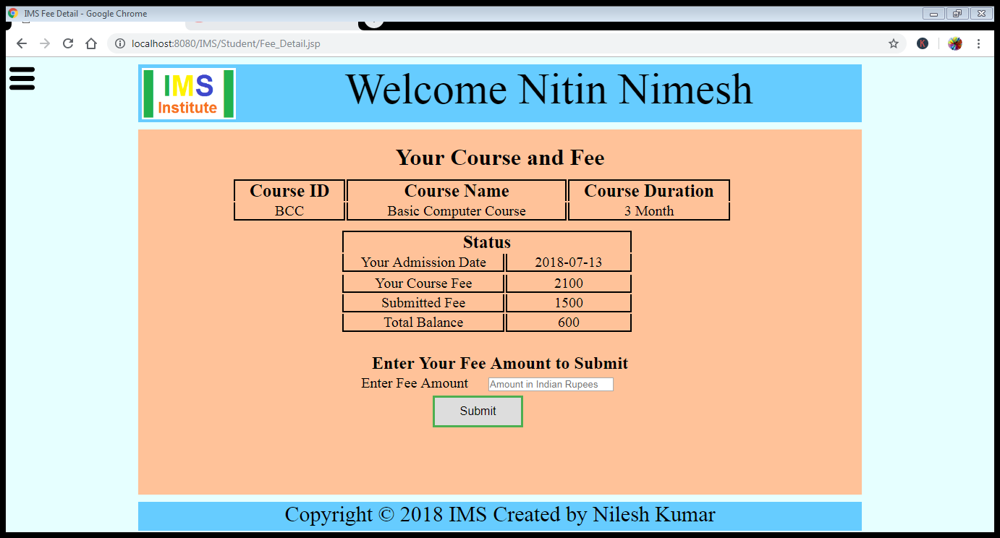 IMS Fee Detail - Google Chrome
localhost:8080/IMS/Student/Fee_Detail.jsp
K
IMS
Institute
Welcome Nitin Nimesh
Your Course and Fee
Course ID Course Name Course Duration
BCC Basic Computer Course 3 Month
Status
Your Admission Date 2018-07-13
Your Course Fee 2100
Submitted Fee 1500
Total Balance 600
Enter Your Fee Amount to Submit
Enter Fee Amount Amount in Indian Rupees
Submit
Copyright © 2018 IMS Created by Nilesh Kumar